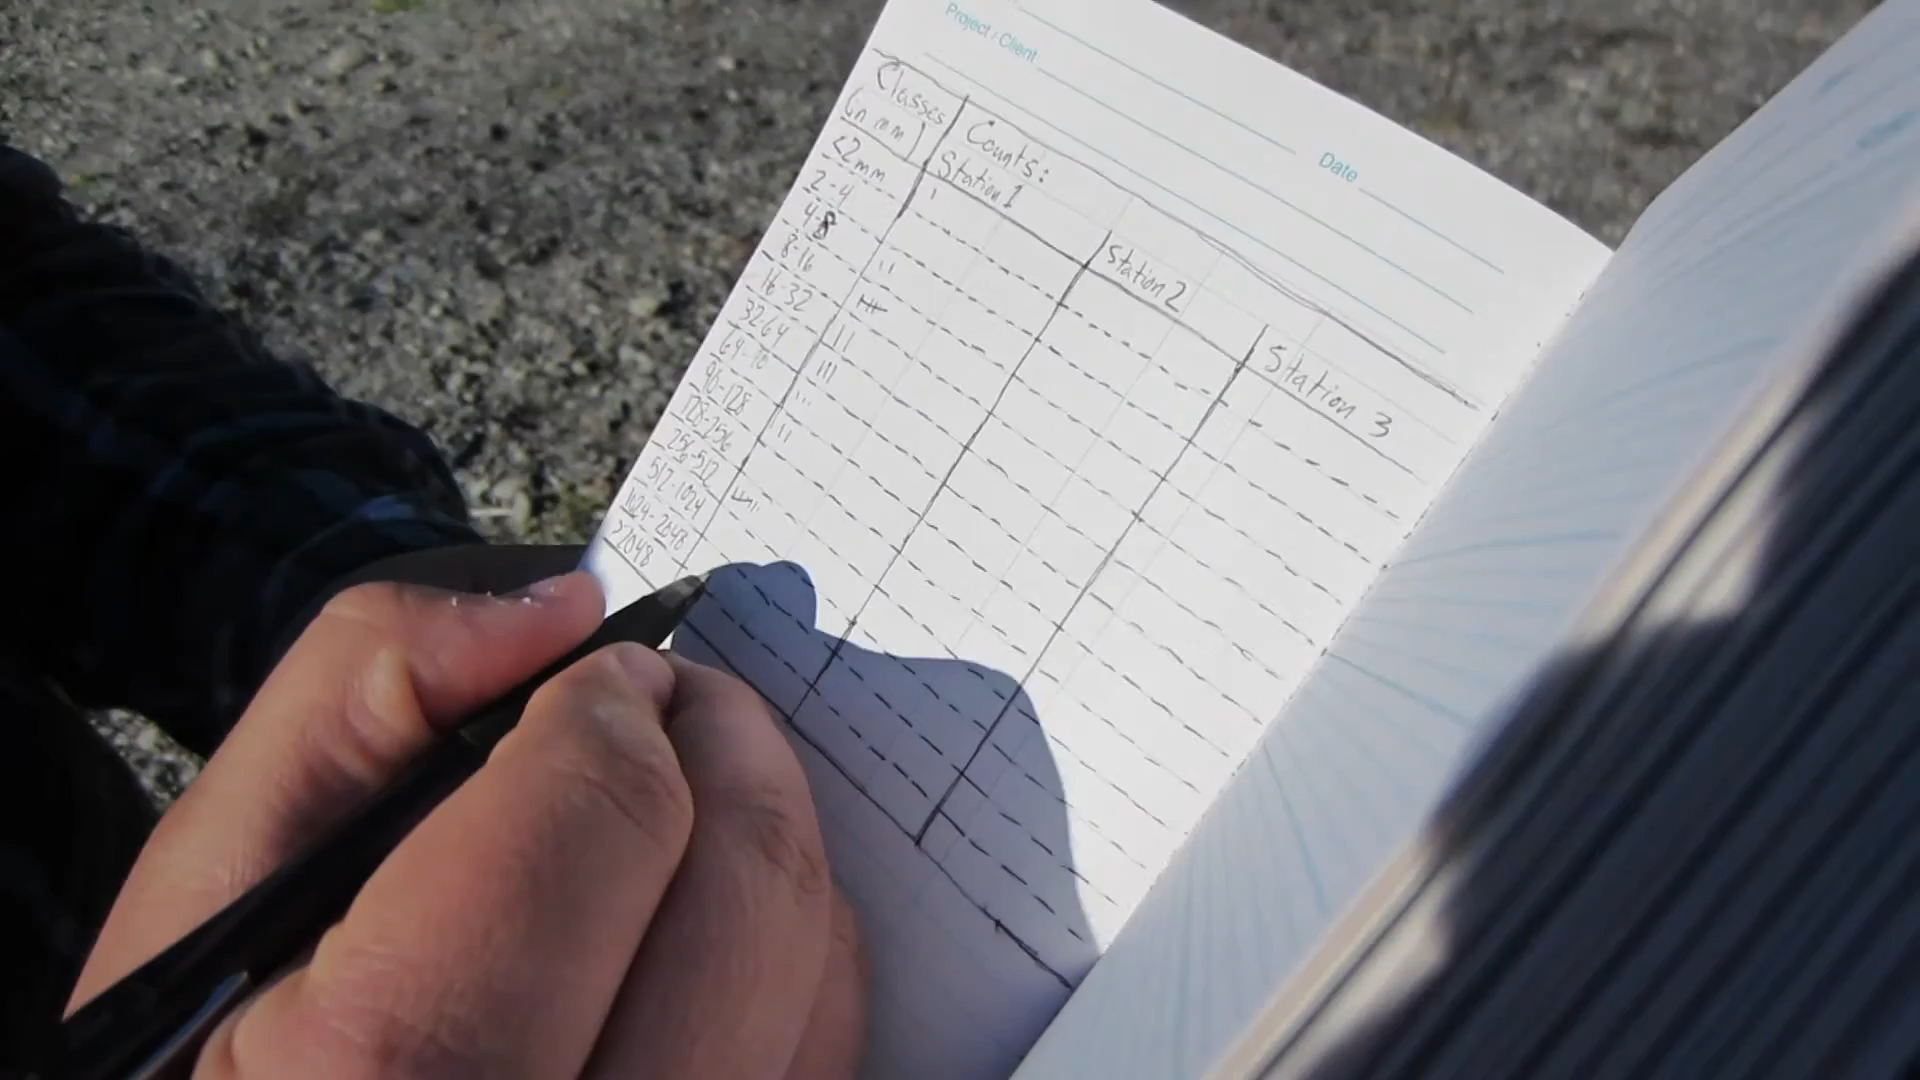 Project / Client
Date
Classes
(in mm)
Counts:
Station 1
Station 2
Station 3
<2mm
2-4
4-8
8-16
16-32
32-64
64-90
90-128
128-256
256-512
512-1024
1024-2048
>2048